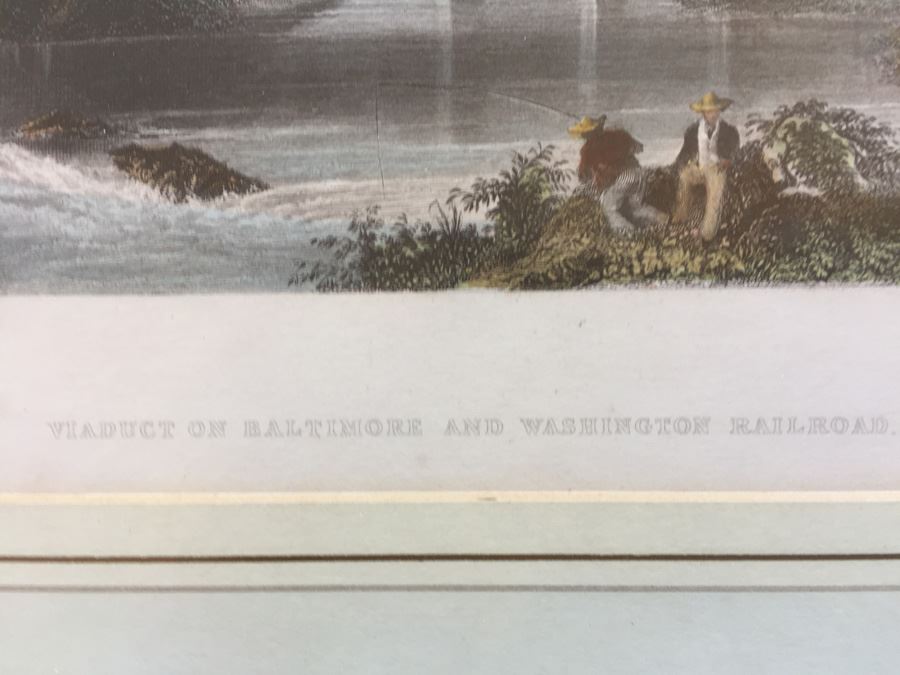 VIADUCT ON BALTIMORE AND WASHINGTON RAILROAD.